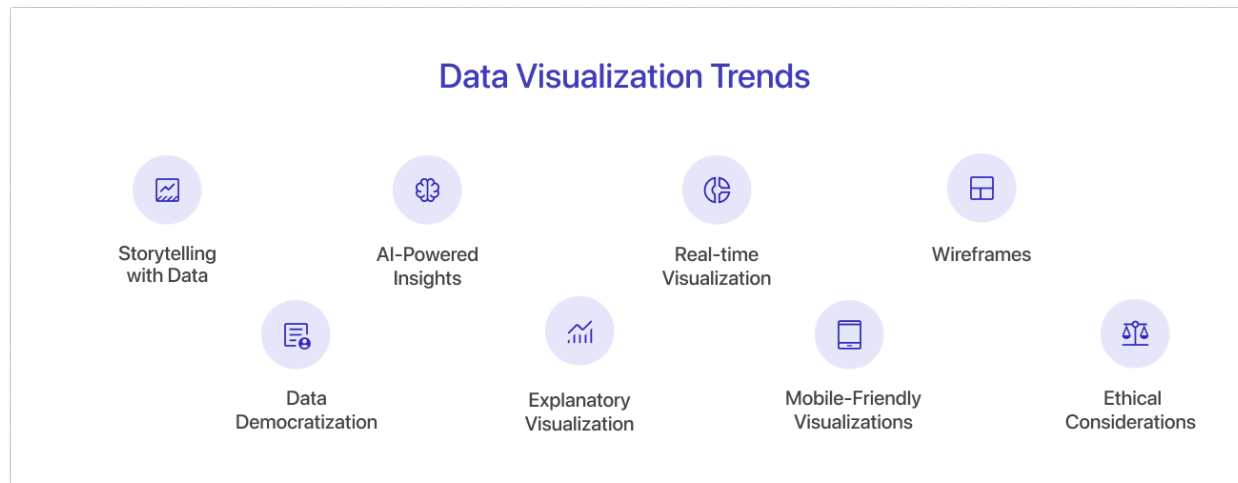 Data Visualization Trends
Storytelling
with Data
AI-Powered
Insights
Real-time
Visualization
Wireframes
Data
Democratization
Explanatory
Visualization
Mobile-Friendly
Visualizations
Ethical
Considerations